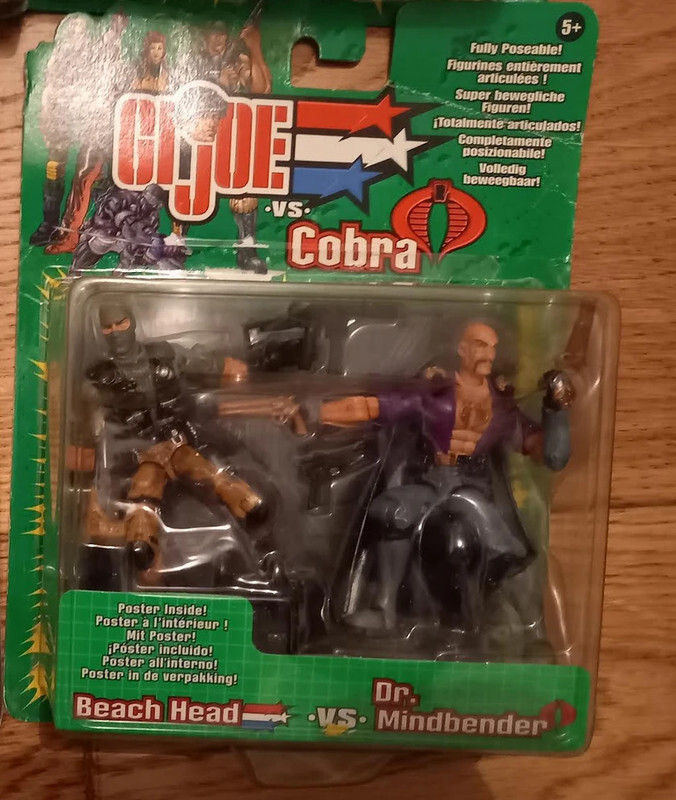 5+
Fully Poseable!
Figurines entièrement
articulées !
Super bewegliche
Figuren!
¡Totalmente articulados!
Completamente
posizionabile!
Volledig
beweegbaar!
GI JOE
·VS·
Cobra
Poster Inside!
Poster à l'intérieur !
Mit Poster!
¡Póster incluido!
Poster all'interno!
Poster in de verpakking!
Beach Head
·VS·
Dr.
Mindbender